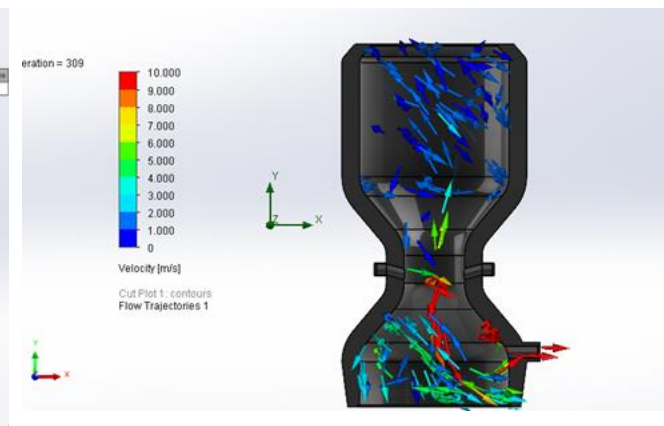 eration = 309
10.000
9.000
8.000
7.000
6.000
5.000
4.000
3.000
2.000
1.000
0
Velocity [m/s]
Cut Plot 1: contours
Flow Trajectories 1
Y
X
Z
Y
X